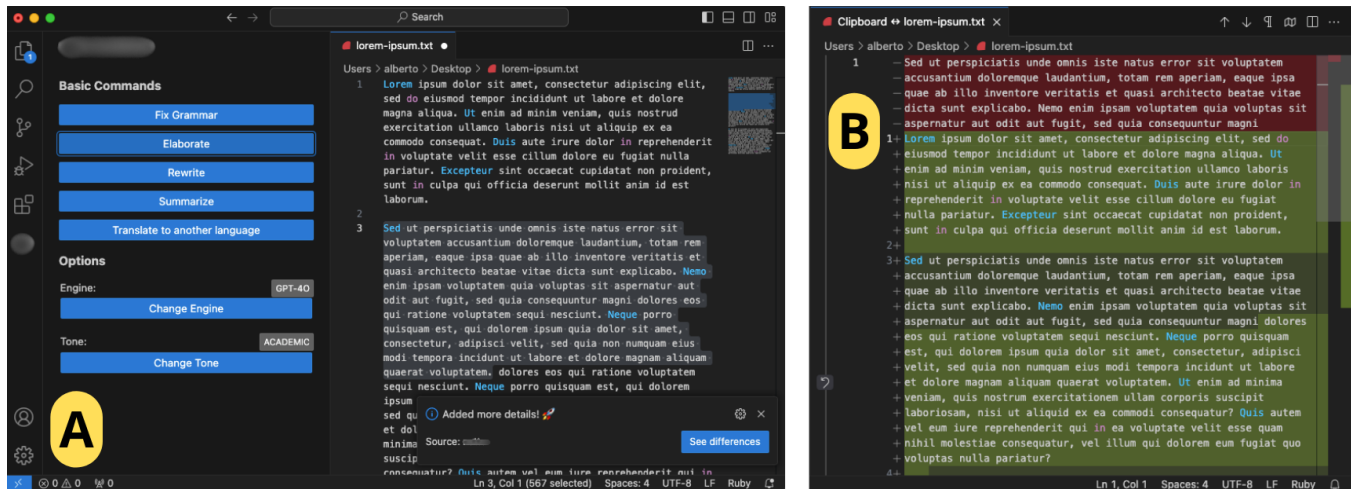 Search
Basic Commands
Fix Grammar
Elaborate
Rewrite
Summarize
Translate to another language
Options
Engine:
GPT-4O
Change Engine
Tone:
ACADEMIC
Change Tone
1
A
lorem-ipsum.txt
Users > alberto > Desktop > lorem-ipsum.txt
1 Lorem ipsum dolor sit amet, consectetur adipiscing elit,
sed do eiusmod tempor incididunt ut labore et dolore
magna aliqua. Ut enim ad minim veniam, quis nostrud
exercitation ullamco laboris nisi ut aliquip ex ea
commodo consequat. Duis aute irure dolor in reprehenderit
in voluptate velit esse cillum dolore eu fugiat nulla
pariatur. Excepteur sint occaecat cupidatat non proident,
sunt in culpa qui officia deserunt mollit anim id est
laborum.
2
3 Sed ut perspiciatis unde omnis iste natus error sit
voluptatem accusantium doloremque laudantium, totam rem
aperiam, eaque ipsa quae ab illo inventore veritatis et
quasi architecto beatae vitae dicta sunt explicabo. Nemo
enim ipsam voluptatem quia voluptas sit aspernatur aut
odit aut fugit, sed quia consequuntur magni dolores eos
qui ratione voluptatem sequi nesciunt. Neque porro
quisquam est, qui dolorem ipsum quia dolor sit amet,
consectetur, adipisci velit, sed quia non numquam eius
modi tempora incidunt ut labore et dolore magnam aliquam
quaerat voluptatem. dolores eos qui ratione voluptatem
sequi nesciunt. Neque porro quisquam est, qui dolorem
ipsum
sed qu
et dol
minima
suscip
consequatur? Quis autem vel eum iure reprehenderit qui in
Added more details! 🚀
Source:
See differences
0 0 0
Ln 3, Col 1 (567 selected) Spaces: 4 UTF-8 LF Ruby
Clipboard ↔ lorem-ipsum.txt
Users > alberto > Desktop > lorem-ipsum.txt
B
1 — Sed ut perspiciatis unde omnis iste natus error sit voluptatem
— accusantium doloremque laudantium, totam rem aperiam, eaque ipsa
— quae ab illo inventore veritatis et quasi architecto beatae vitae
— dicta sunt explicabo. Nemo enim ipsam voluptatem quia voluptas sit
— aspernatur aut odit aut fugit, sed quia consequuntur magni
1+ Lorem ipsum dolor sit amet, consectetur adipiscing elit, sed do
+ eiusmod tempor incididunt ut labore et dolore magna aliqua. Ut
+ enim ad minim veniam, quis nostrud exercitation ullamco laboris
+ nisi ut aliquip ex ea commodo consequat. Duis aute irure dolor in
+ reprehenderit in voluptate velit esse cillum dolore eu fugiat
+ nulla pariatur. Excepteur sint occaecat cupidatat non proident,
+ sunt in culpa qui officia deserunt mollit anim id est laborum.
2+
3+ Sed ut perspiciatis unde omnis iste natus error sit voluptatem
+ accusantium doloremque laudantium, totam rem aperiam, eaque ipsa
+ quae ab illo inventore veritatis et quasi architecto beatae vitae
+ dicta sunt explicabo. Nemo enim ipsam voluptatem quia voluptas sit
+ aspernatur aut odit aut fugit, sed quia consequuntur magni dolores
+ eos qui ratione voluptatem sequi nesciunt. Neque porro quisquam
+ est, qui dolorem ipsum quia dolor sit amet, consectetur, adipisci
+ velit, sed quia non numquam eius modi tempora incidunt ut labore
+ et dolore magnam aliquam quaerat voluptatem. Ut enim ad minima
+ veniam, quis nostrum exercitationem ullam corporis suscipit
+ laboriosam, nisi ut aliquid ex ea commodi consequatur? Quis autem
+ vel eum iure reprehenderit qui in ea voluptate velit esse quam
+ nihil molestiae consequatur, vel illum qui dolorem eum fugiat quo
+ voluptas nulla pariatur?
4+
Ln 1, Col 1 Spaces: 4 UTF-8 LF Ruby